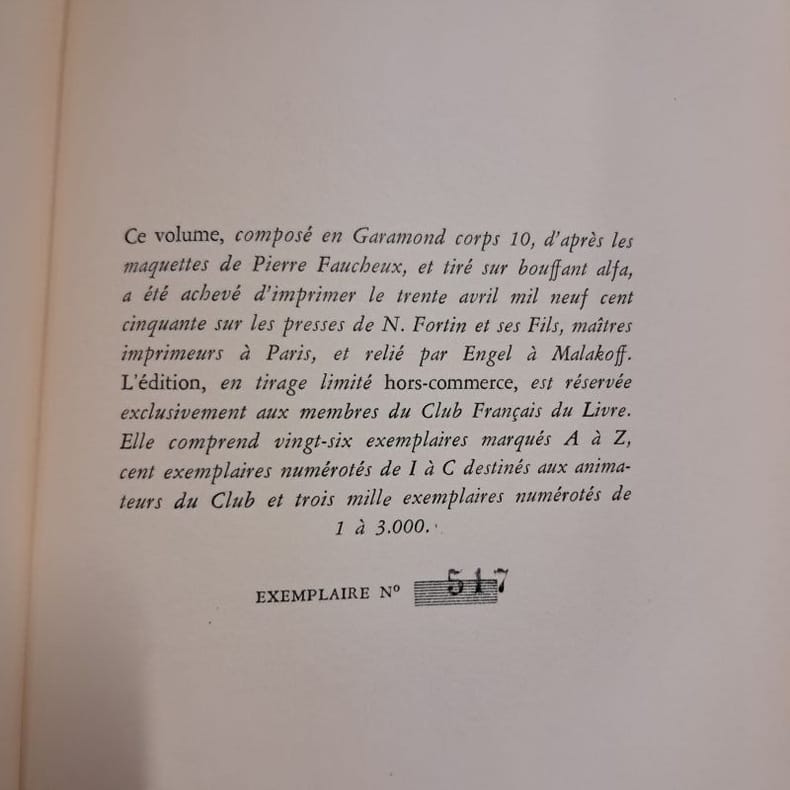 Ce volume, composé en Garamond corps 10, d'après les
maquettes de Pierre Faucheux, et tiré sur bouffant alfa,
a été achevé d'imprimer le trente avril mil neuf cent
cinquante sur les presses de N. Fortin et ses Fils, maîtres
imprimeurs à Paris, et relié par Engel à Malakoff.
L'édition, en tirage limité hors-commerce, est réservée
exclusivement aux membres du Club Français du Livre.
Elle comprend vingt-six exemplaires marqués A à Z,
cent exemplaires numérotés de I à C destinés aux anima-
teurs du Club et trois mille exemplaires numérotés de
1 à 3.000.
EXEMPLAIRE Nº 517